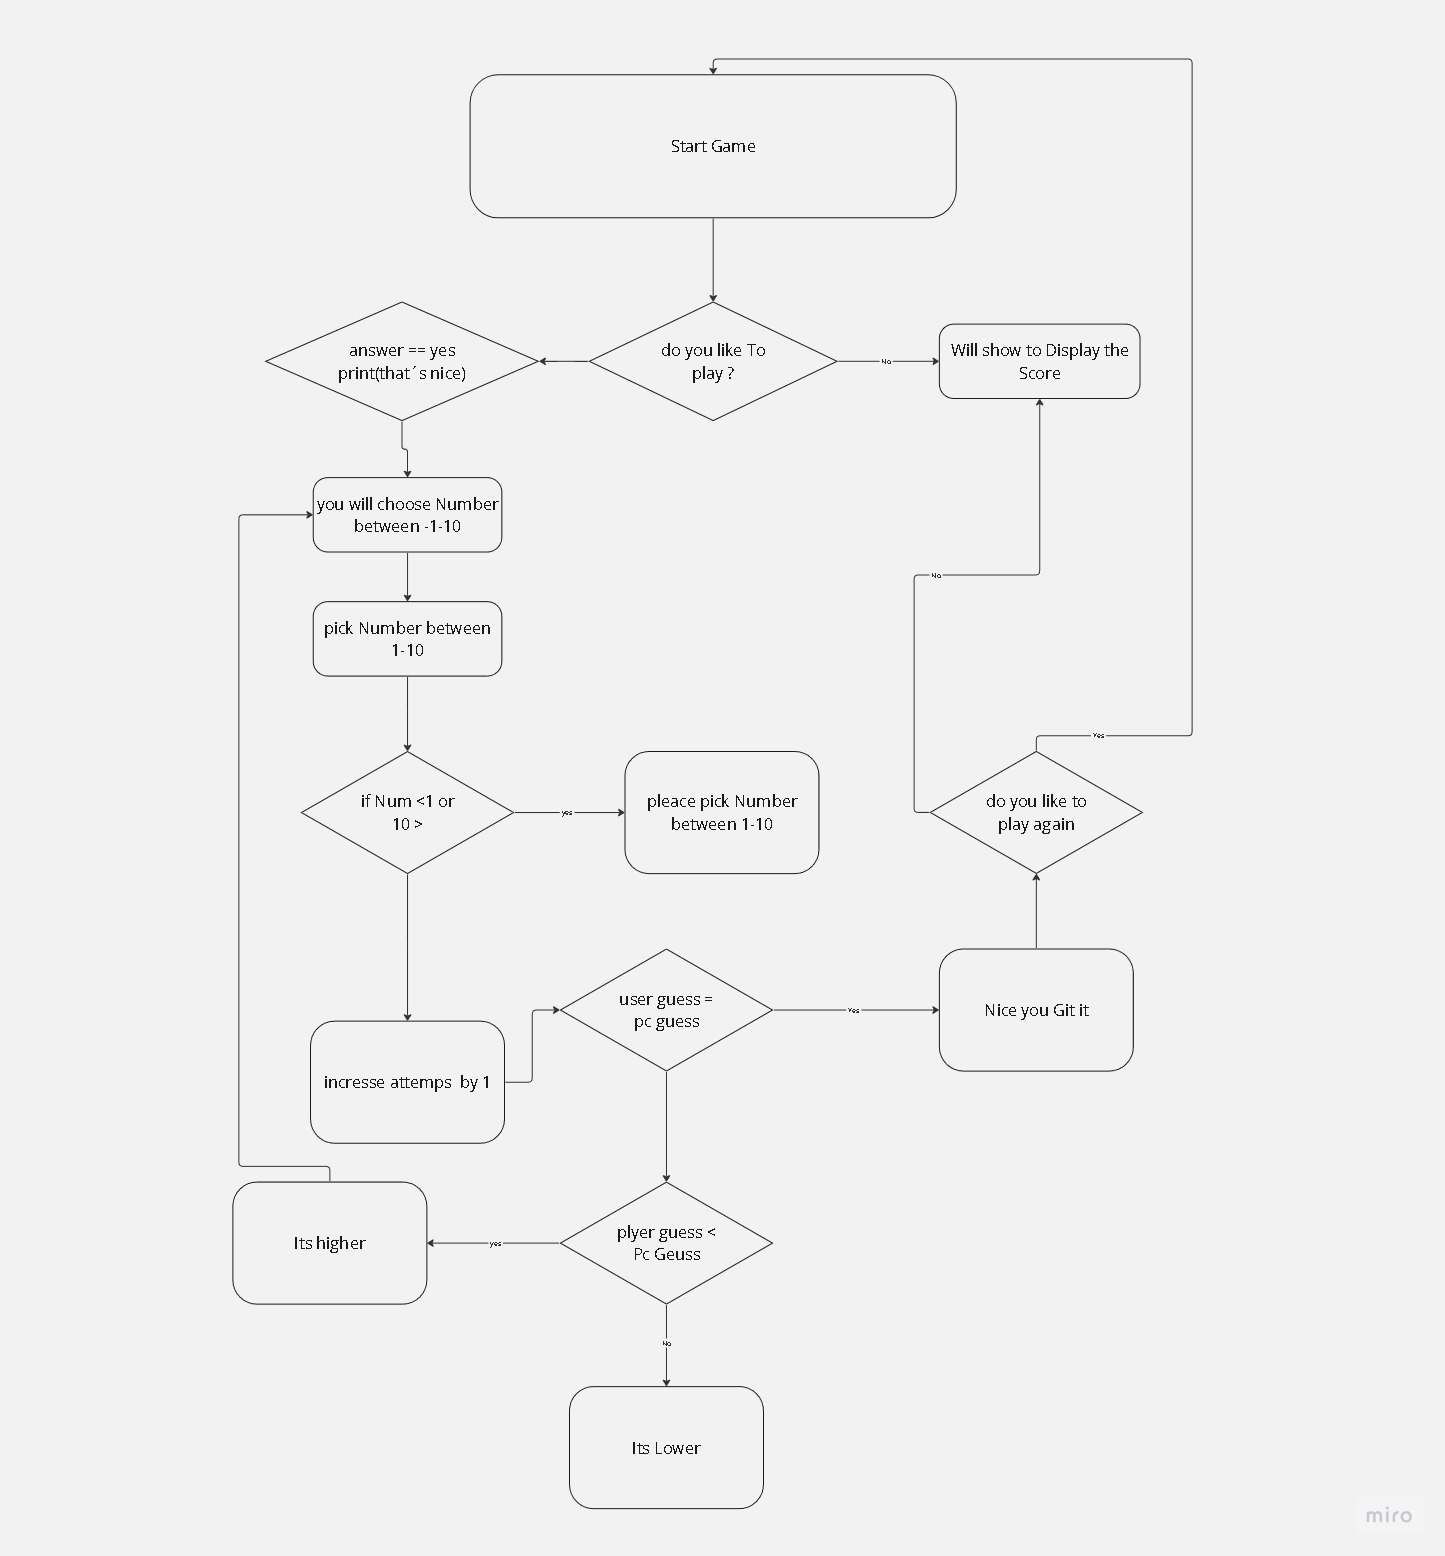 Start Game
answer == yes
print(that´s nice)
do you like To
play ?
No
Will show to Display the
Score
you will choose Number
between -1-10
No
pick Number between
1-10
Yes
if Num <1 or
10 >
yes
pleace pick Number
between 1-10
do you like to
play again
user guess =
pc guess
Yes
Nice you Git it
incresse attemps by 1
Its higher
yes
plyer guess <
Pc Geuss
No
Its Lower
miro